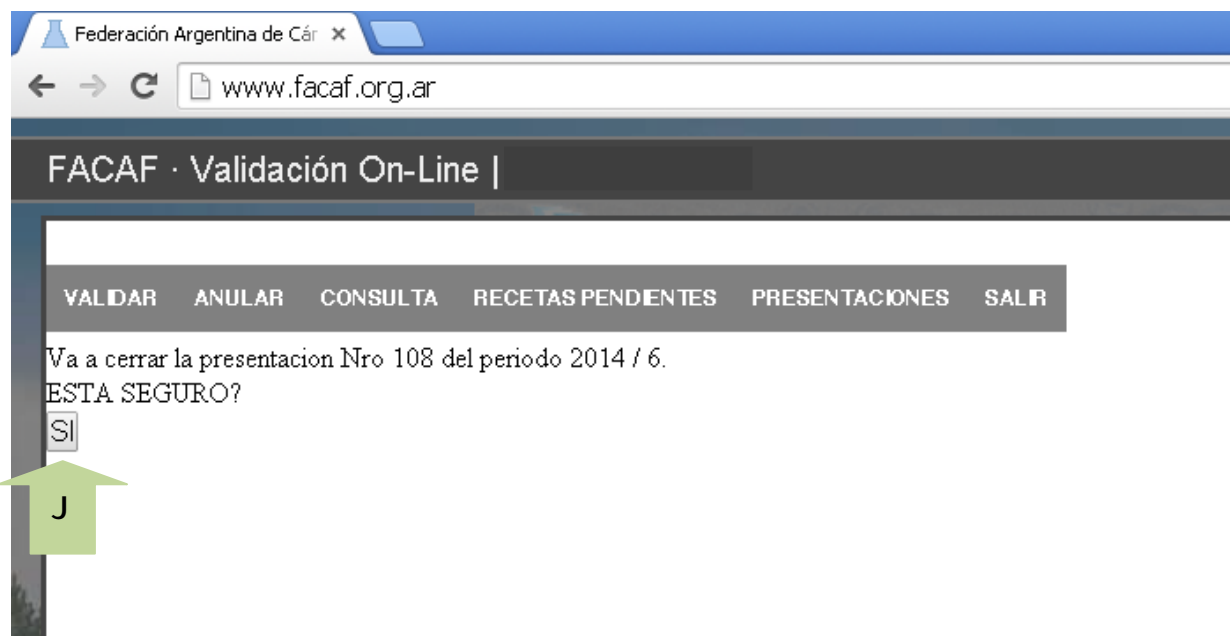 Federación Argentina de Cár
www.facaf.org.ar
FACAF · Validación On-Line |
VALIDAR ANULAR CONSULTA RECETAS PENDIENTES PRESENTACIONES SALIR
Va a cerrar la presentacion Nro 108 del periodo 2014 / 6.
ESTA SEGURO?
SI
J